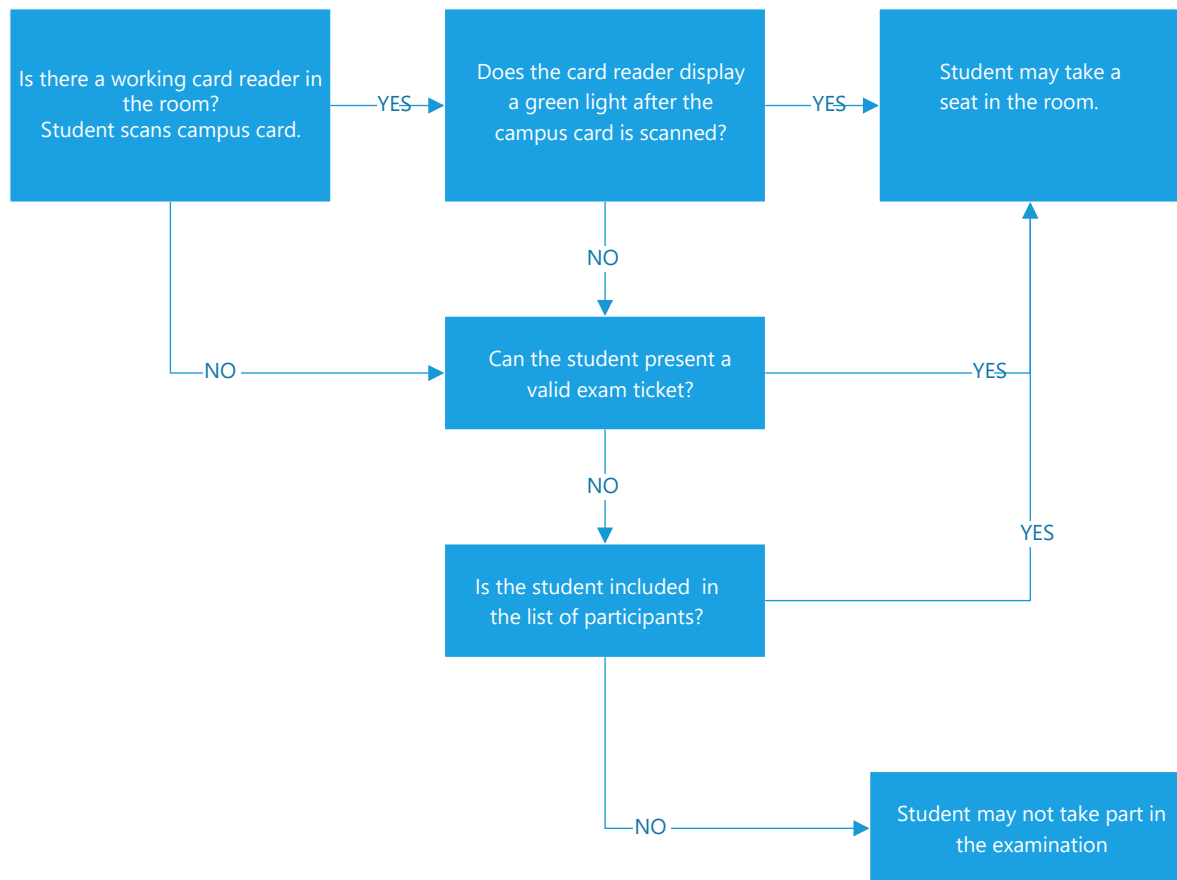 Is there a working card reader in
the room?
Student scans campus card.
YES
Does the card reader display
a green light after the
campus card is scanned?
YES
Student may take a
seat in the room.
NO
NO
Can the student present a
valid exam ticket?
YES
NO
YES
Is the student included in
the list of participants?
NO
Student may not take part in
the examination